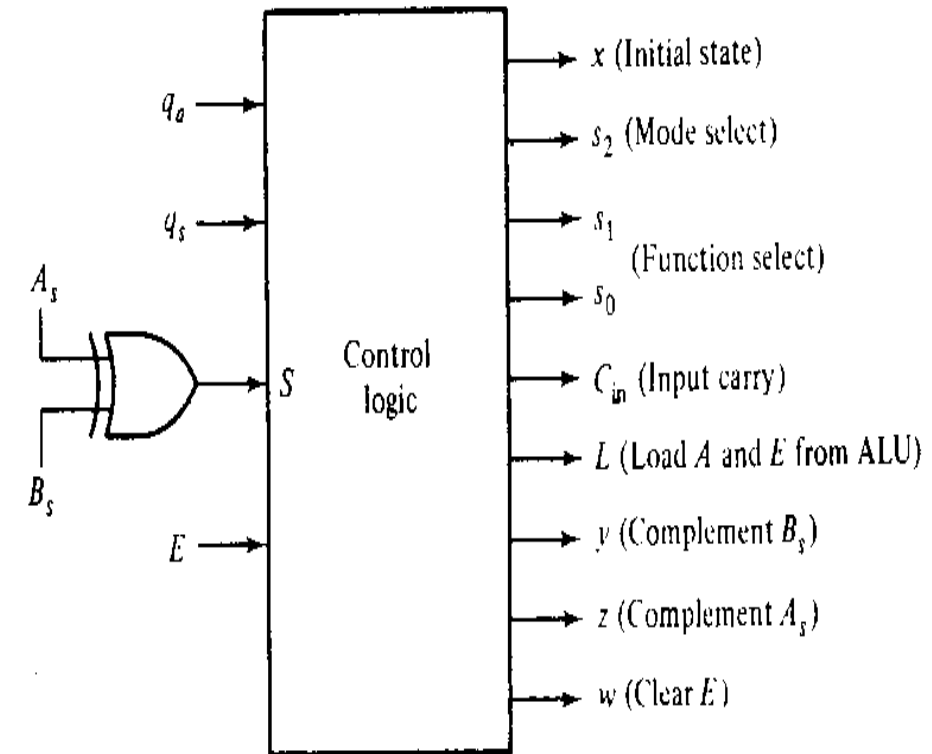 x (Initial state)
q_a
s_2 (Mode select)
q_s
s_1
(Function select)
A_s
s_0
Control
logic
S
C_in (Input carry)
L (Load A and E from ALU)
B_s
E
y (Complement B_s)
z (Complement A_s)
w (Clear E)